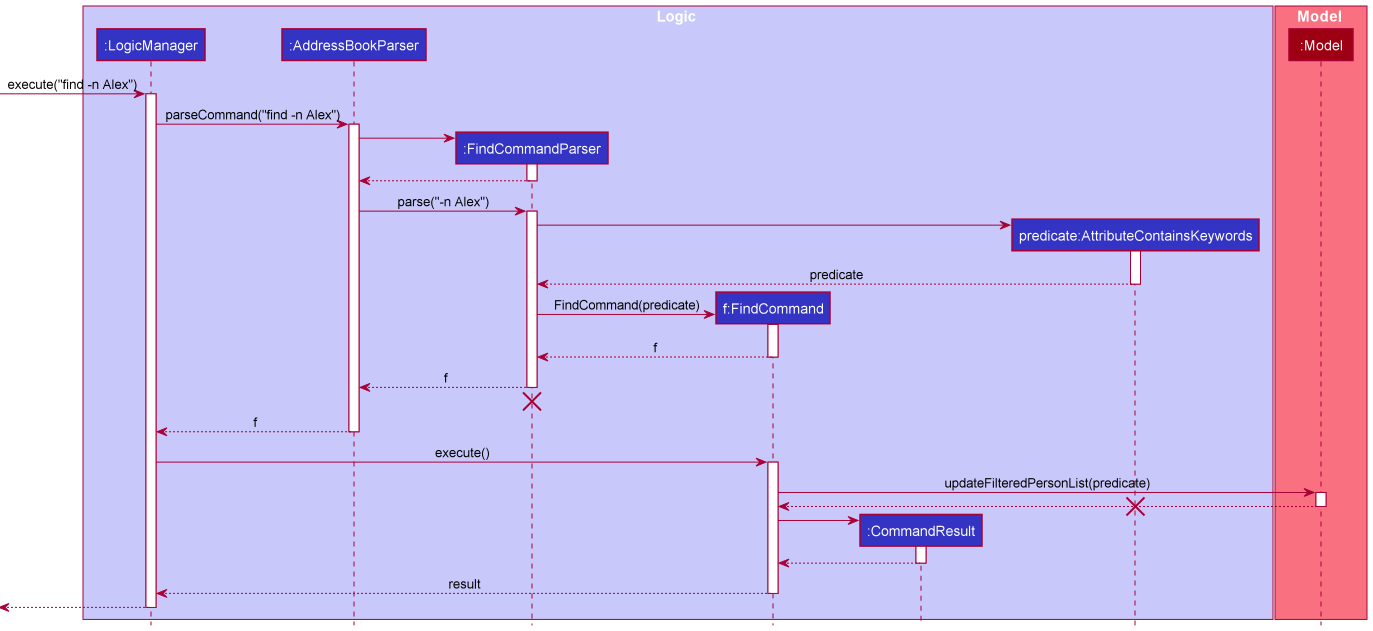 Logic
Model
:LogicManager
:AddressBookParser
:Model
execute("find -n Alex")
parseCommand("find -n Alex")
:FindCommandParser
parse("-n Alex")
predicate:AttributeContainsKeywords
predicate
FindCommand(predicate)
f:FindCommand
f
f
f
execute()
updateFilteredPersonList(predicate)
:CommandResult
result